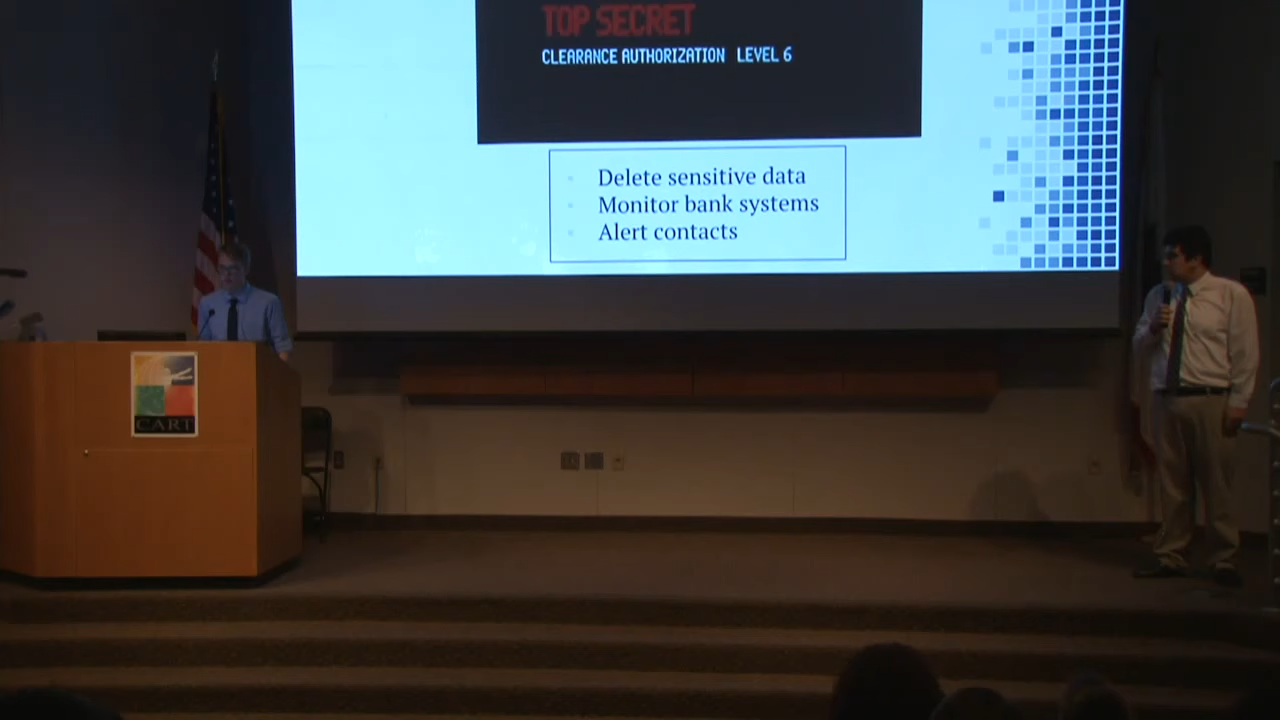 TOP SECRET
CLEARANCE AUTHORIZATION LEVEL 6
Delete sensitive data
Monitor bank systems
Alert contacts
CART